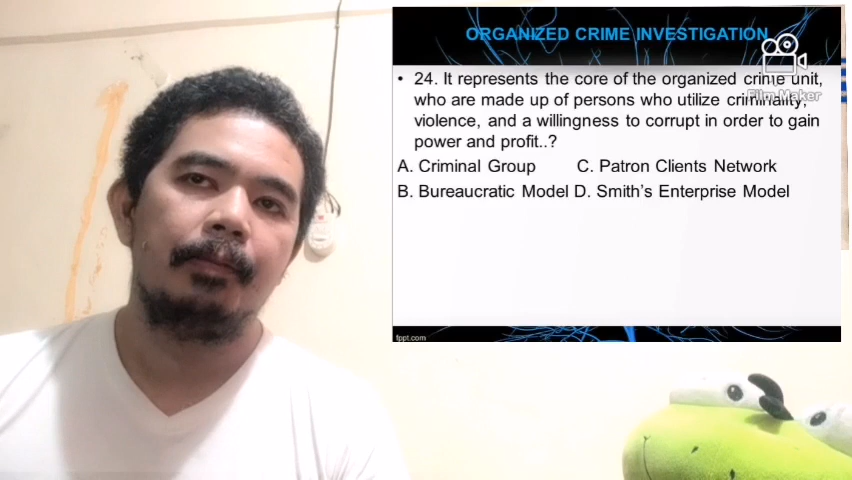 ORGANIZED CRIME INVESTIGATION
Film Maker
• 24. It represents the core of the organized crime unit,
who are made up of persons who utilize criminality,
violence, and a willingness to corrupt in order to gain
power and profit..?
A. Criminal Group C. Patron Clients Network
B. Bureaucratic Model D. Smith's Enterprise Model
fppt.com